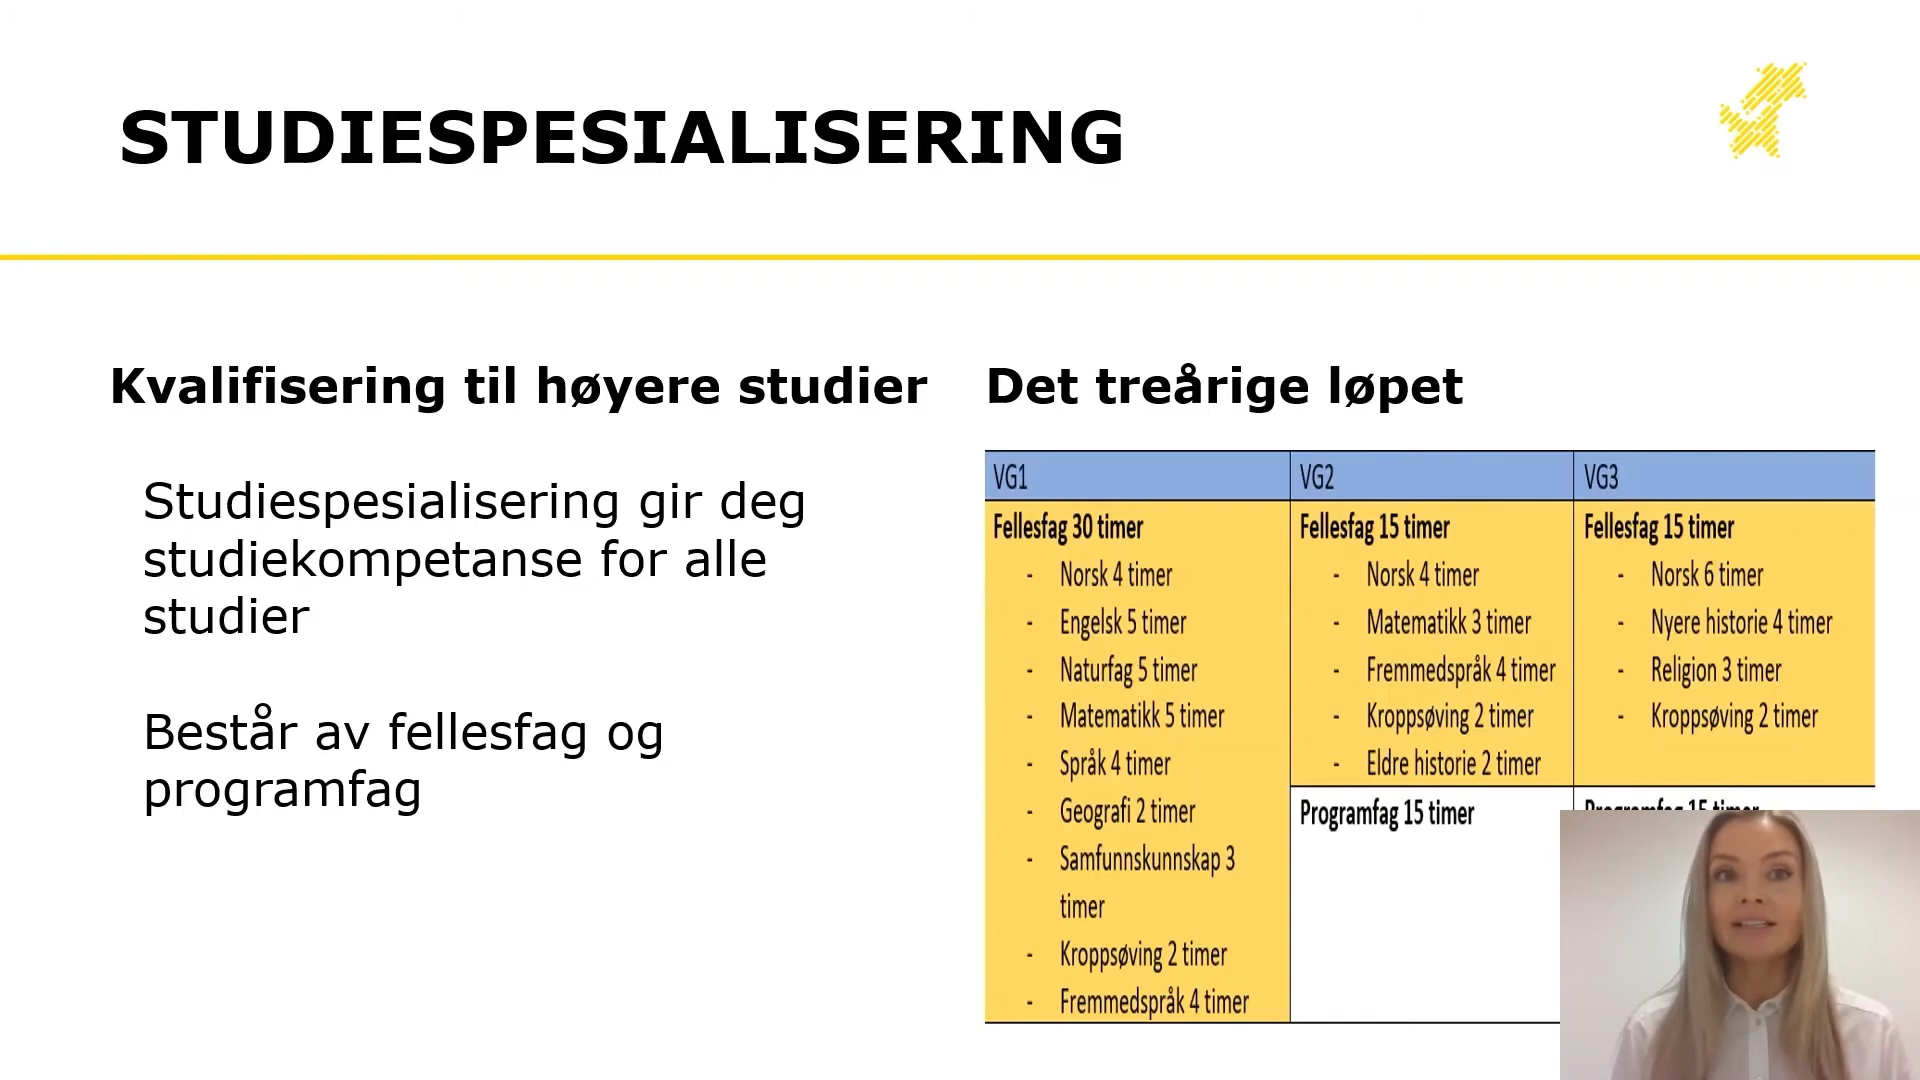 STUDIESPESIALISERING
Kvalifisering til høyere studier
Studiespesialisering gir deg
studiekompetanse for alle
studier
Består av fellesfag og
programfag
Det treårige løpet
VG1
Fellesfag 30 timer
- Norsk 4 timer
- Engelsk 5 timer
- Naturfag 5 timer
- Matematikk 5 timer
- Språk 4 timer
- Geografi 2 timer
- Samfunnskunnskap 3
timer
- Kroppsøving 2 timer
- Fremmedspråk 4 timer
VG2
Fellesfag 15 timer
- Norsk 4 timer
- Matematikk 3 timer
- Fremmedspråk 4 timer
- Kroppsøving 2 timer
- Eldre historie 2 timer
Programfag 15 timer
VG3
Fellesfag 15 timer
- Norsk 6 timer
- Nyere historie 4 timer
- Religion 3 timer
- Kroppsøving 2 timer
Programfag 15 timer